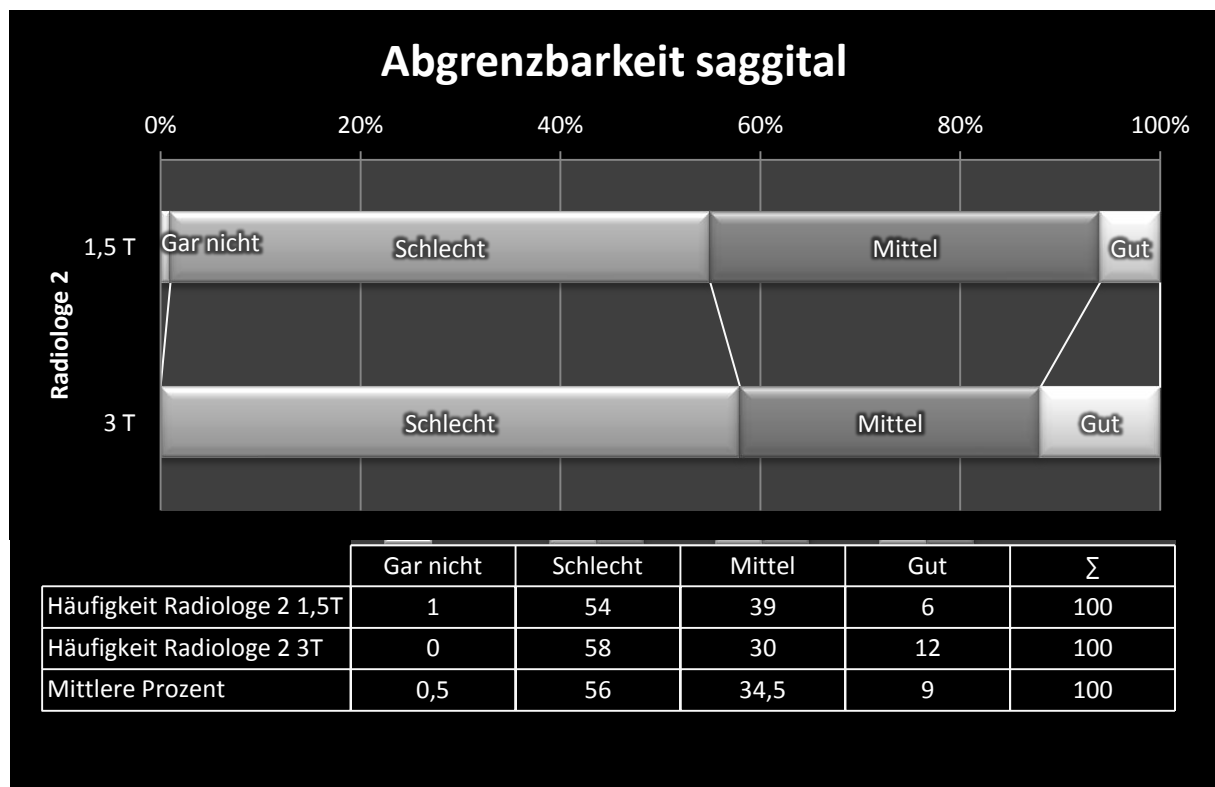 Abgrenzbarkeit saggital
0% 20% 40% 60% 80% 100%
Radiologe 2
1,5 T Gar nicht Schlecht Mittel Gut
3 T Schlecht Mittel Gut
Gar nicht Schlecht Mittel Gut ∑
Häufigkeit Radiologe 2 1,5T 1 54 39 6 100
Häufigkeit Radiologe 2 3T 0 58 30 12 100
Mittlere Prozent 0,5 56 34,5 9 100